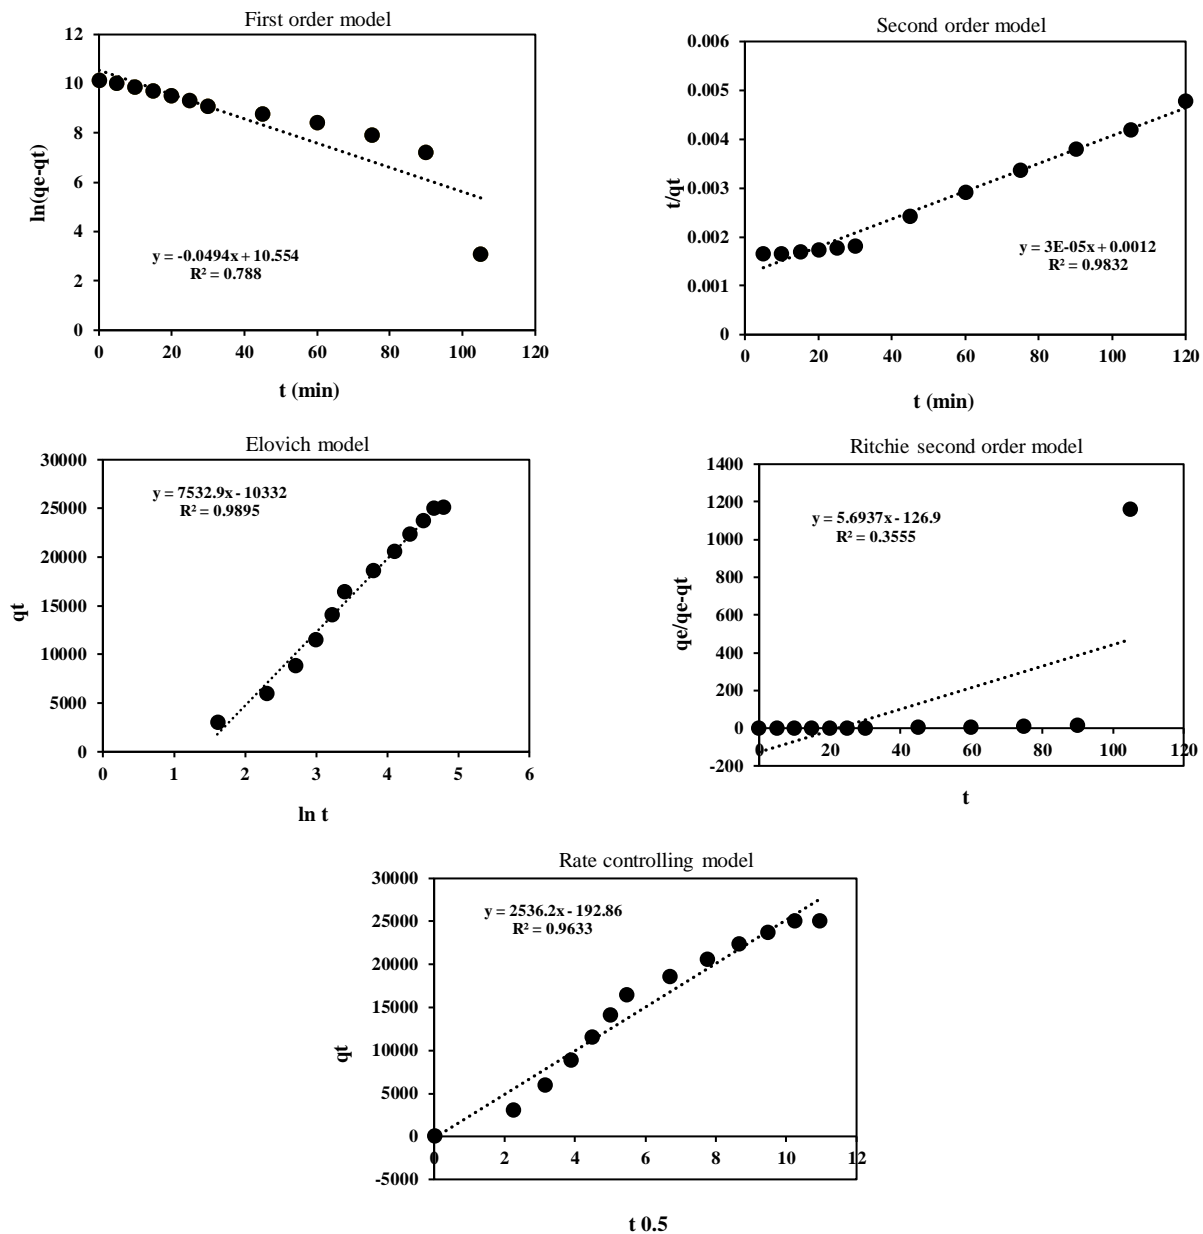 First order model
12
10
8
6
4
2
0
0 20 40 60 80 100 120
ln(qe-qt)
t (min)
y = -0.0494x + 10.554
R² = 0.788
Second order model
0.006
0.005
0.004
0.003
0.002
0.001
0
0 20 40 60 80 100 120
t/qt
t (min)
y = 3E-05x + 0.0012
R² = 0.9832
Elovich model
30000
25000
20000
15000
10000
5000
0
0 1 2 3 4 5 6
qt
ln t
y = 7532.9x - 10332
R² = 0.9895
Ritchie second order model
1400
1200
1000
800
600
400
200
0
-200
0 20 40 60 80 100 120
qe/qe-qt
t
y = 5.6937x - 126.9
R² = 0.3555
Rate controlling model
30000
25000
20000
15000
10000
5000
0
-5000
0 2 4 6 8 10 12
qt
t 0.5
y = 2536.2x - 192.86
R² = 0.9633